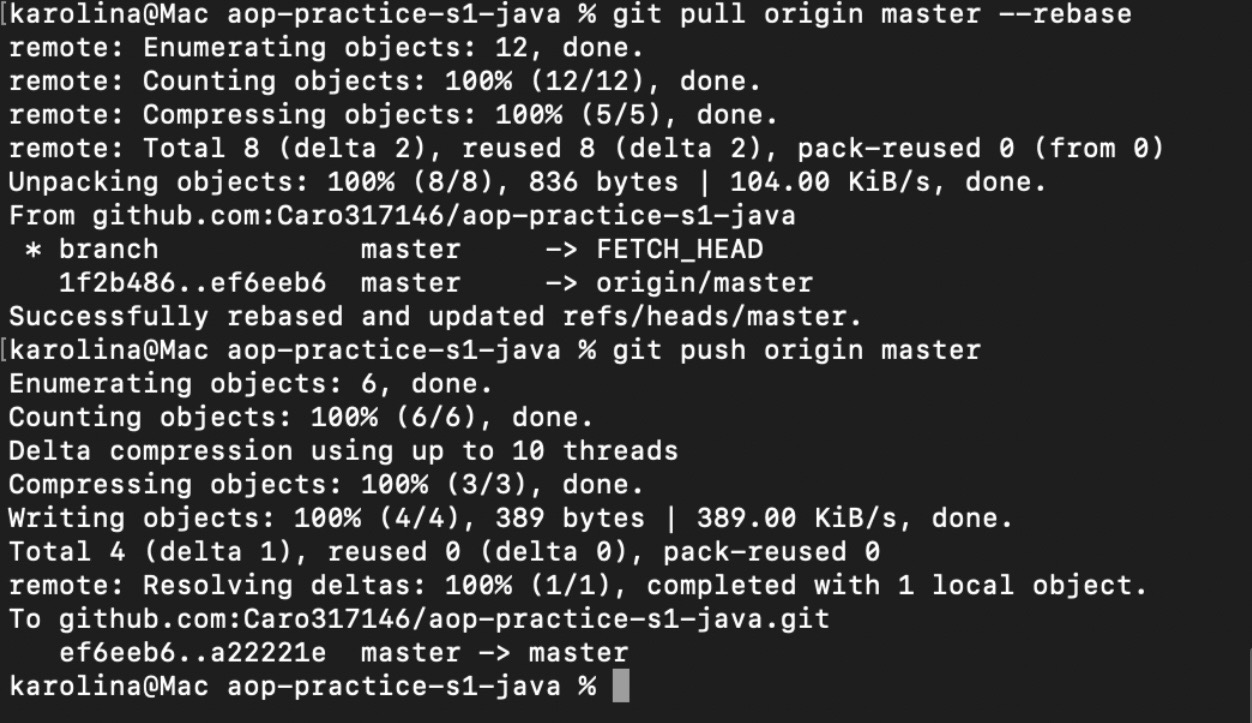 [karolina@Mac aop-practice-s1-java % git pull origin master --rebase
remote: Enumerating objects: 12, done.
remote: Counting objects: 100% (12/12), done.
remote: Compressing objects: 100% (5/5), done.
remote: Total 8 (delta 2), reused 8 (delta 2), pack-reused 0 (from 0)
Unpacking objects: 100% (8/8), 836 bytes | 104.00 KiB/s, done.
From github.com:Caro317146/aop-practice-s1-java
 * branch            master     -> FETCH_HEAD
   1f2b486..ef6eeb6  master     -> origin/master
Successfully rebased and updated refs/heads/master.
[karolina@Mac aop-practice-s1-java % git push origin master
Enumerating objects: 6, done.
Counting objects: 100% (6/6), done.
Delta compression using up to 10 threads
Compressing objects: 100% (3/3), done.
Writing objects: 100% (4/4), 389 bytes | 389.00 KiB/s, done.
Total 4 (delta 1), reused 0 (delta 0), pack-reused 0
remote: Resolving deltas: 100% (1/1), completed with 1 local object.
To github.com:Caro317146/aop-practice-s1-java.git
   ef6eeb6..a22221e  master -> master
karolina@Mac aop-practice-s1-java %